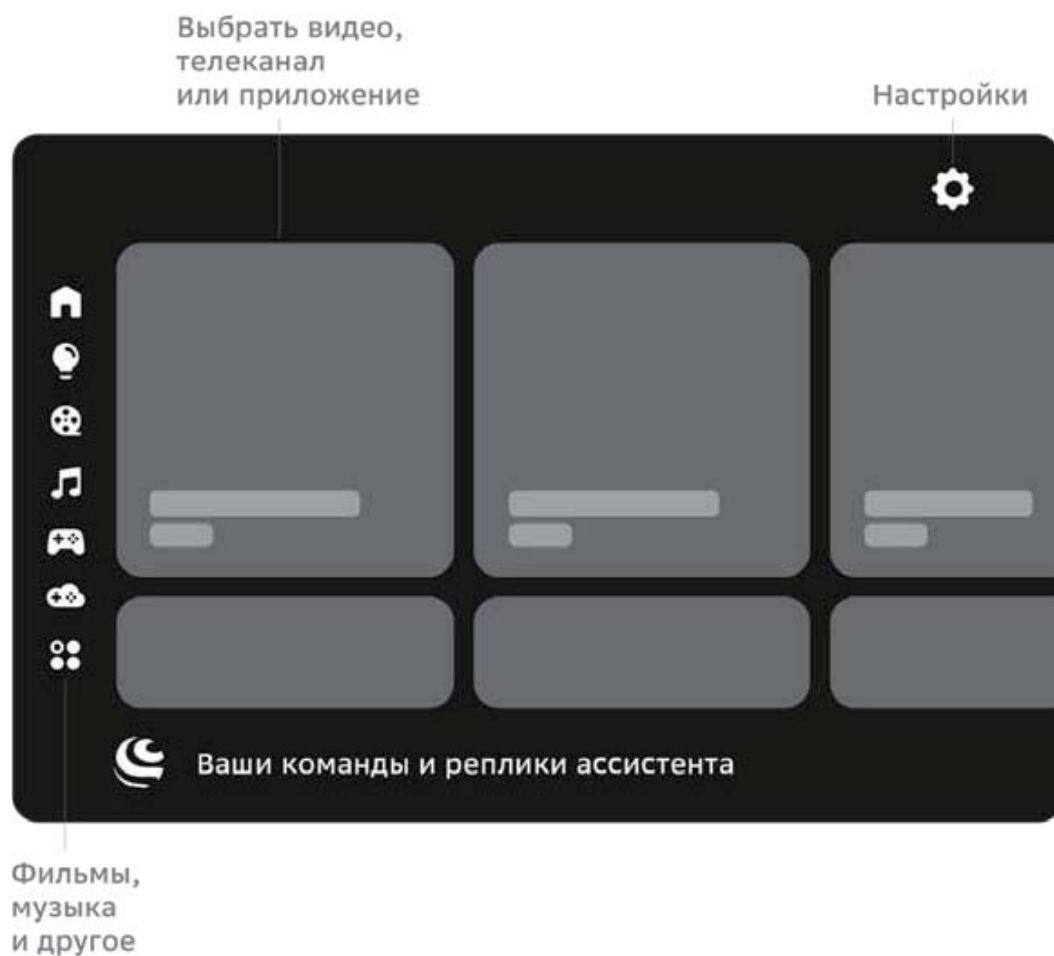 Выбрать видео,
телеканал
или приложение
Настройки
Ваши команды и реплики ассистента
Фильмы,
музыка
и другое